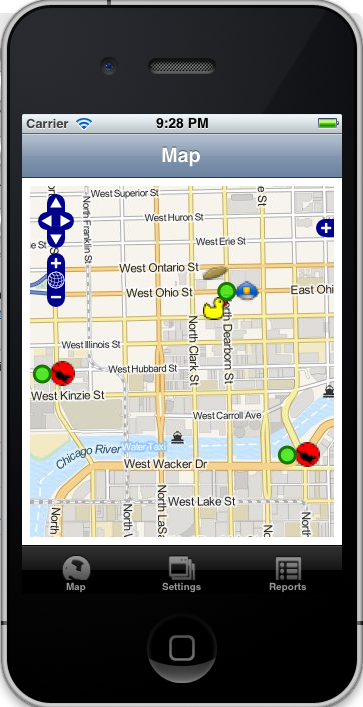 Carrier 9:28 PM
Map
West Superior St
North Franklin St
West Huron St
e St
e St
West Erie St
West Ontario St
West Ohio St
East Ohi
North Clark St
orth Dearborn St
West Illinois St
West Hubbard St
West Kinzie St
West Carroll Ave
Chicago River
Water Taxi
West Wacker Dr
West Lake St
North
North
North LaSa
North
North
Map Settings Reports